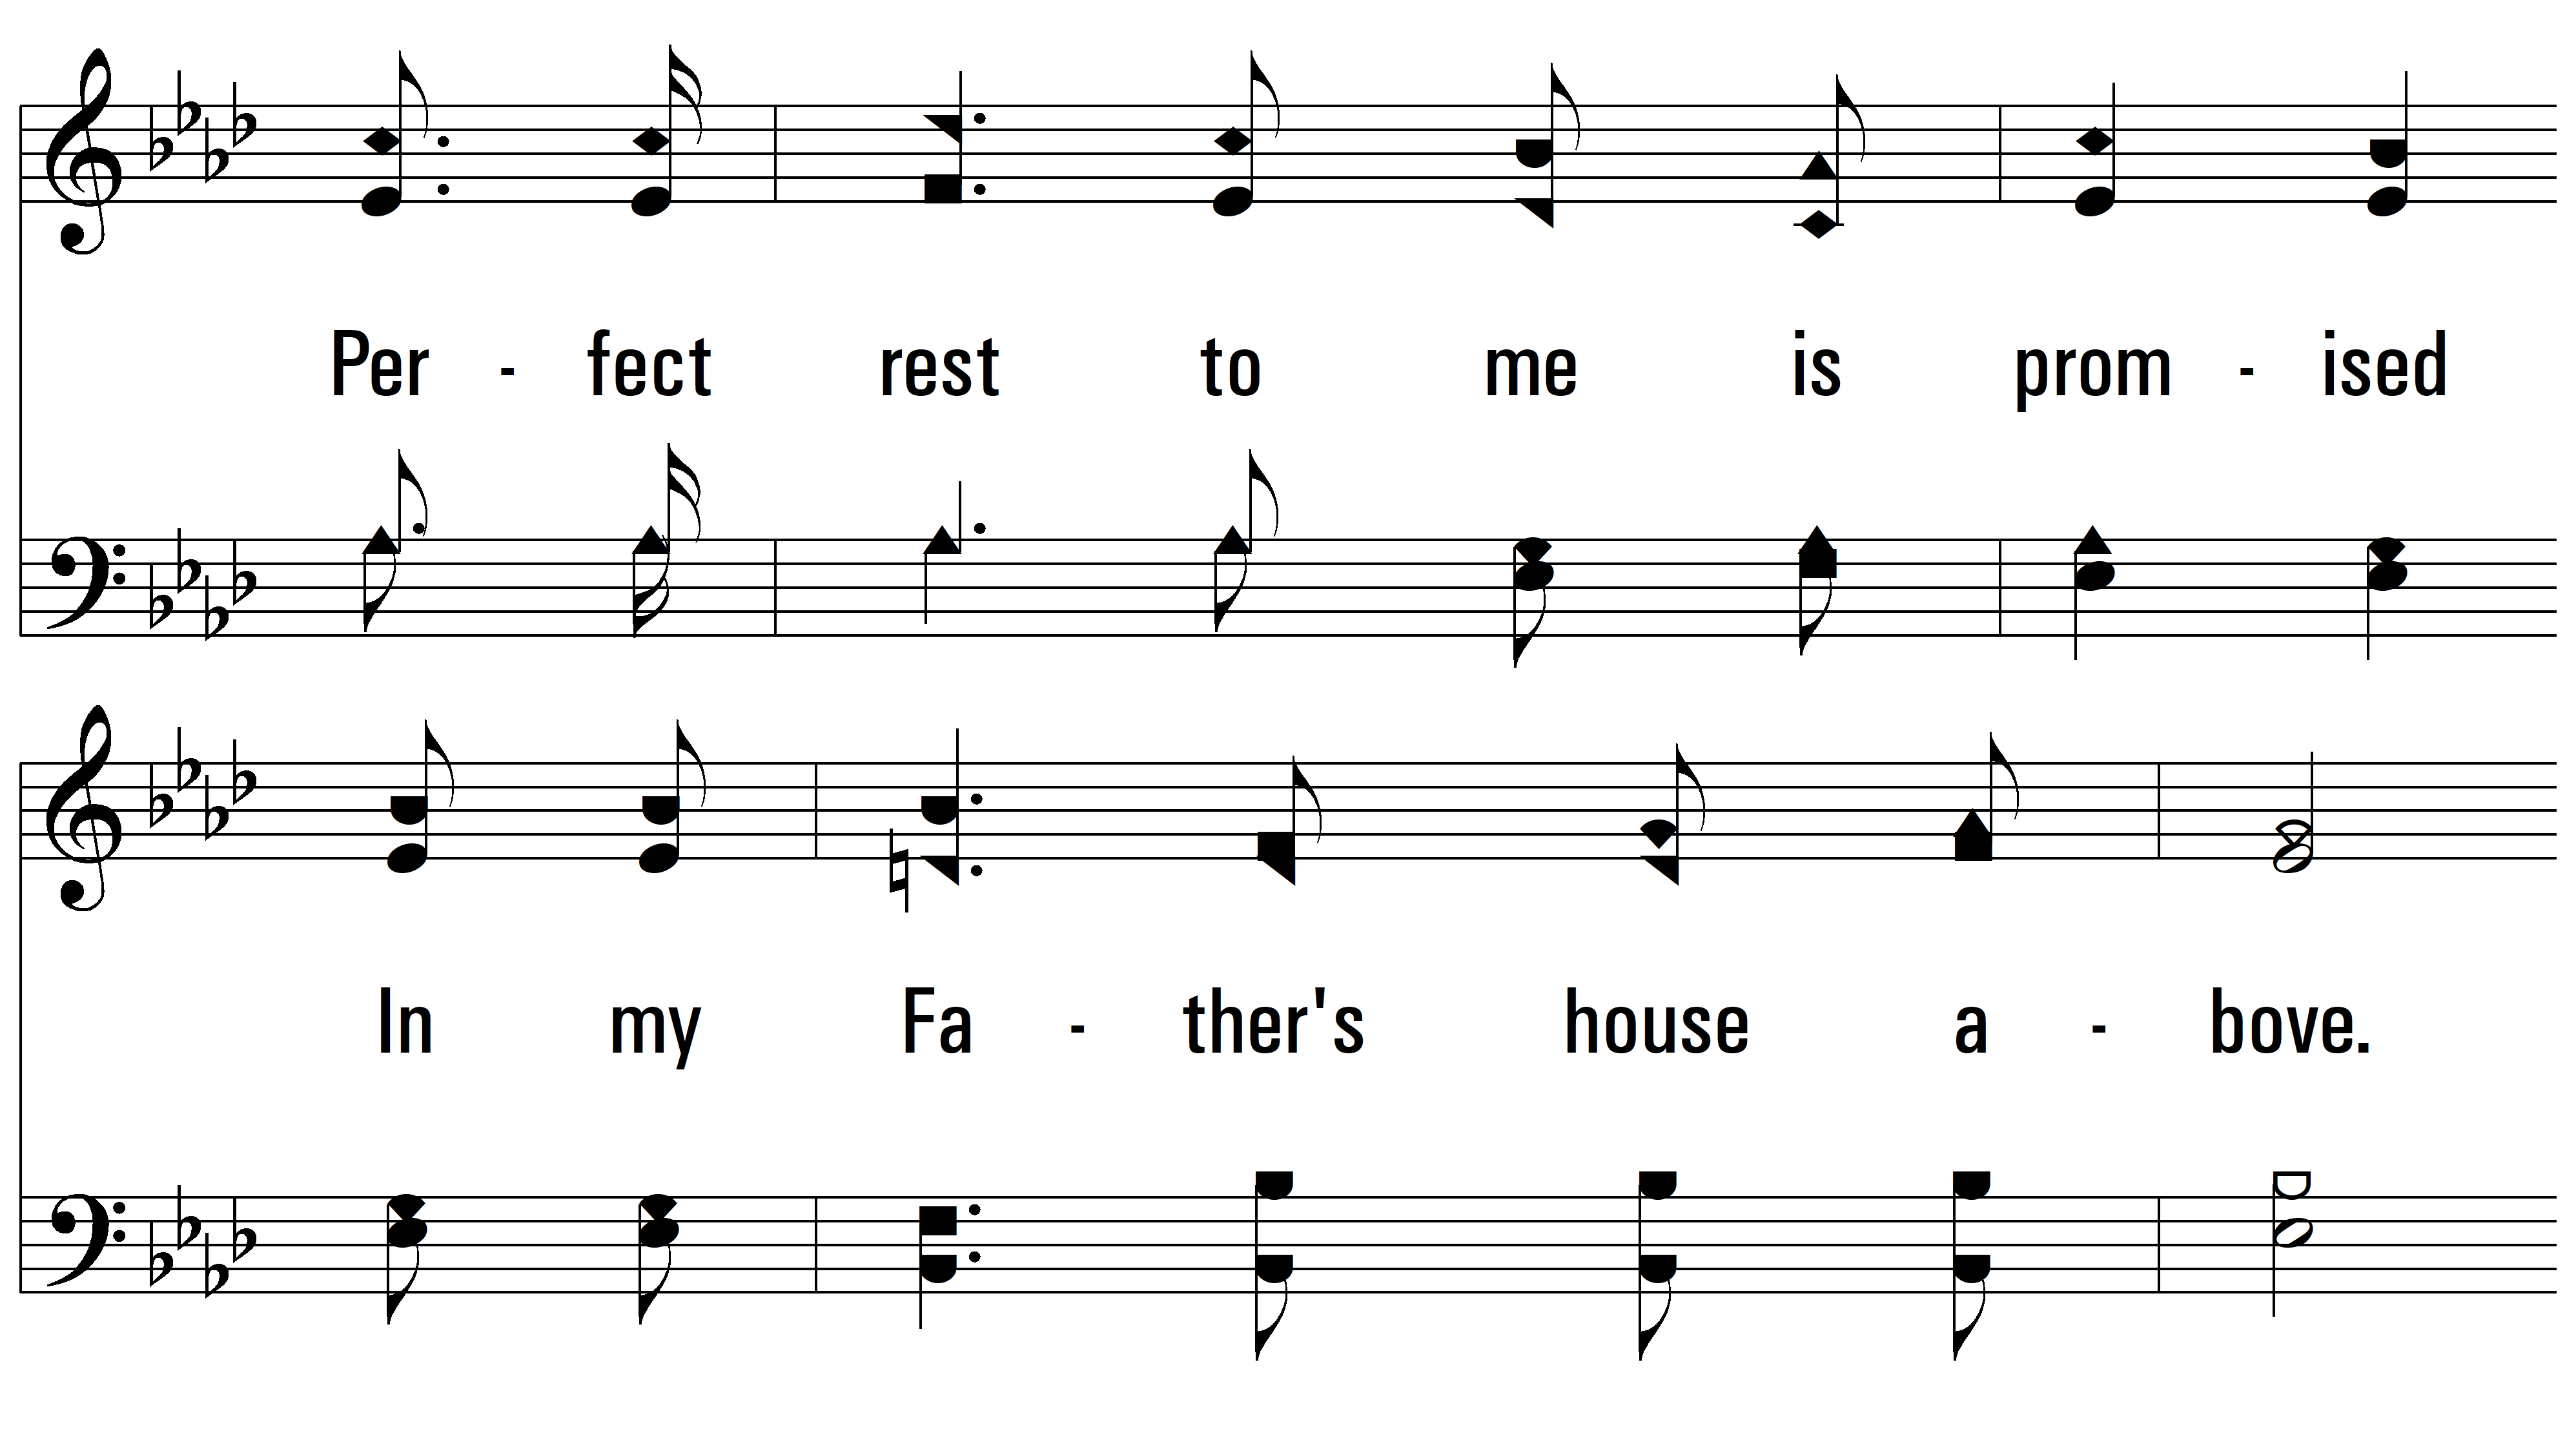 Per - fect rest to me is prom - ised
In my Fa - ther's house a - bove.